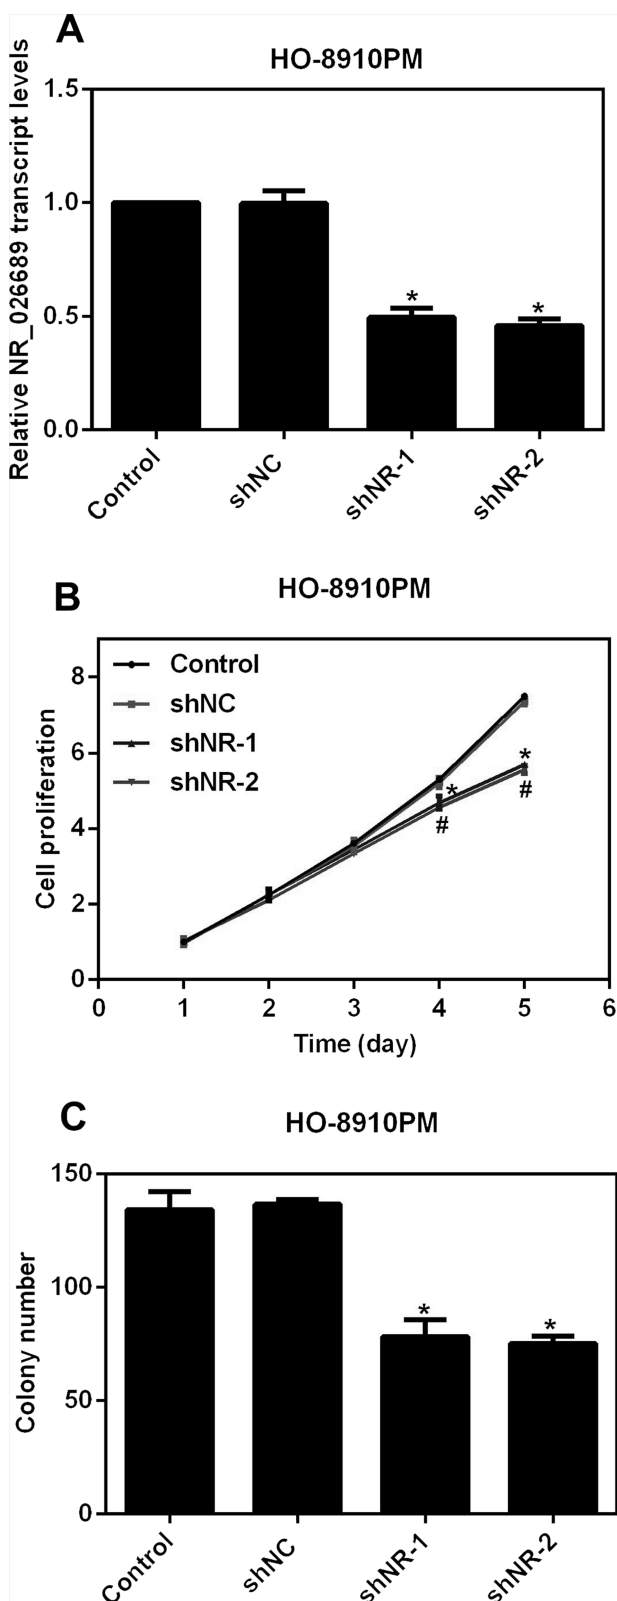 A
HO-8910PM
Relative NR_026689 transcript levels
1.5
1.0
0.5
0.0
*
*
Control
shNC
shNR-1
shNR-2
B
HO-8910PM
Cell proliferation
8
6
4
2
0
Control
shNC
shNR-1
shNR-2
*
#
*
#
0 1 2 3 4 5 6
Time (day)
C
HO-8910PM
Colony number
150
100
50
0
*
*
Control
shNC
shNR-1
shNR-2